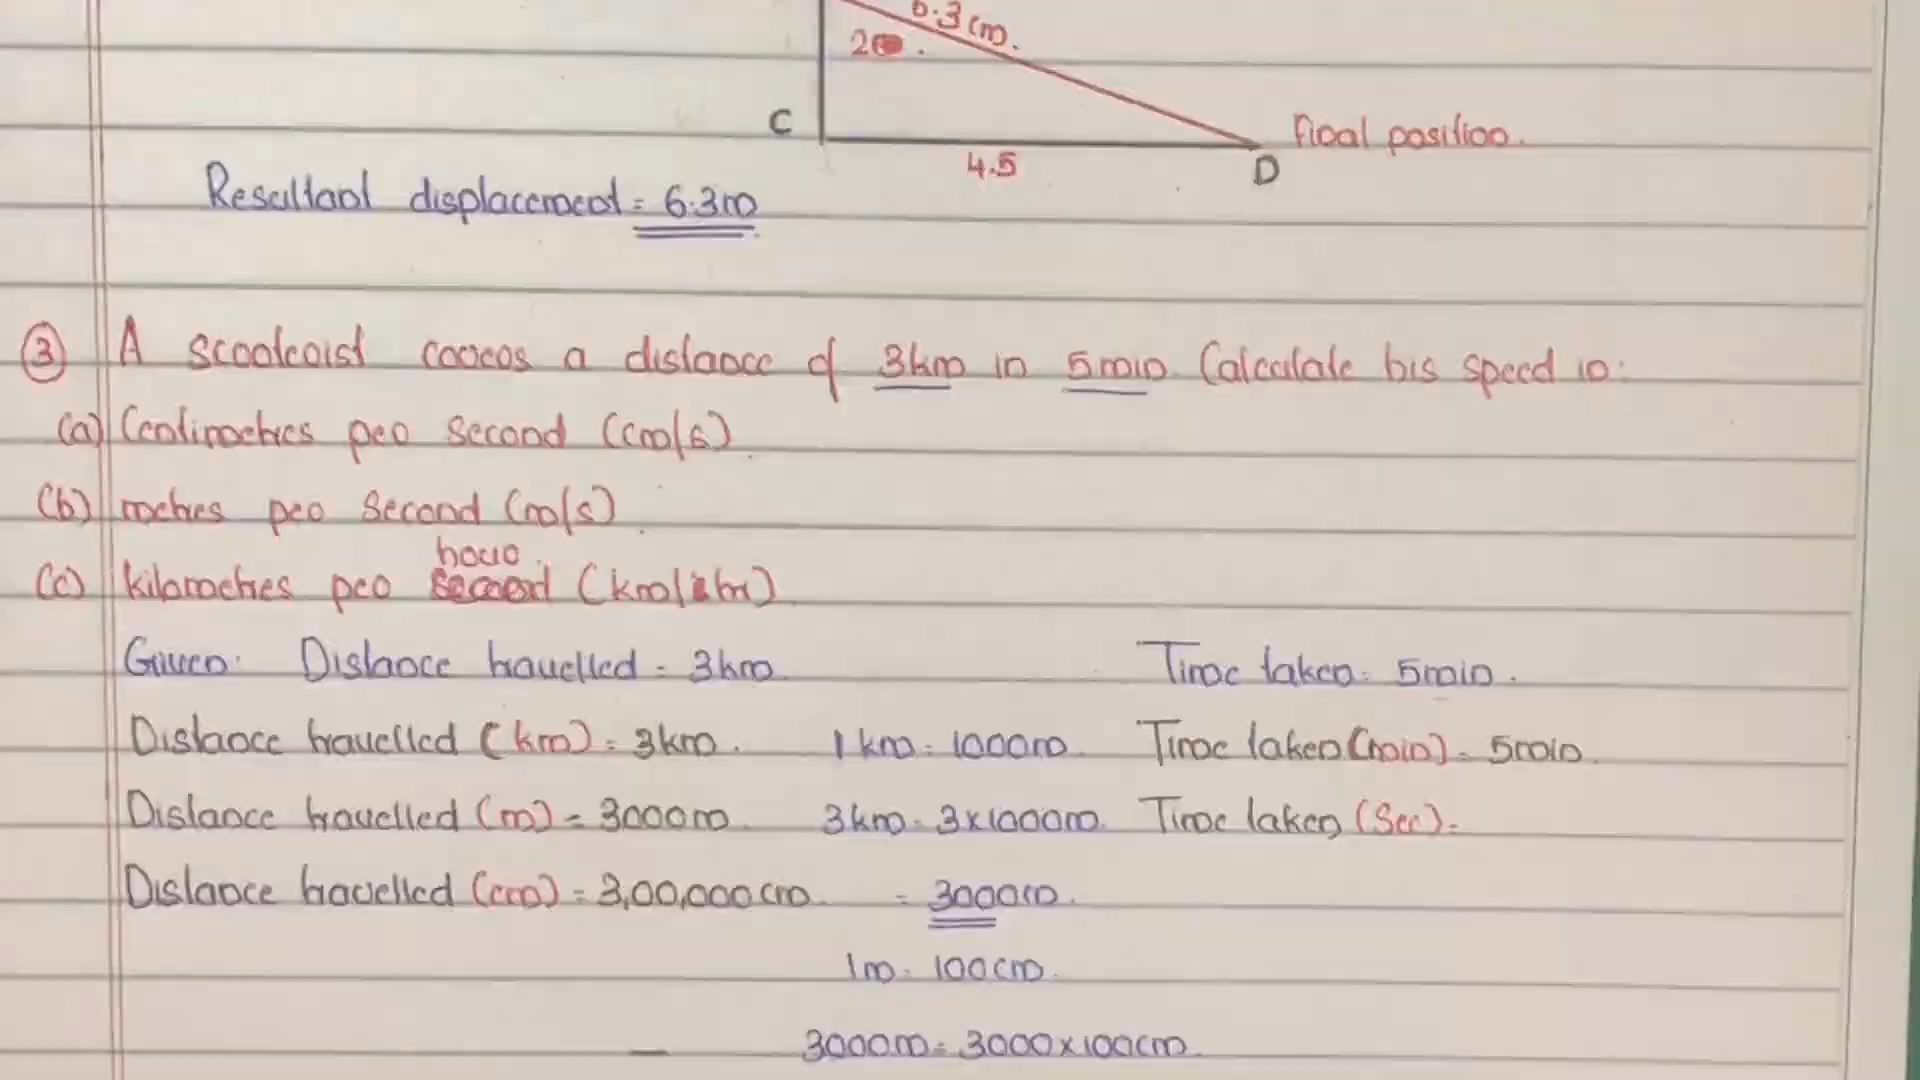 6.3cm.
2
C
Final position.
4.5
D
Resultant displacement = 6.3m
3 A scooterist covers a distance of 3km in 5min. Calculate his speed in:
(a) Centimetres per second (cm/s).
(b) metres per second (m/s).
hour
(c) kilometres per second (km/hr)
Given: Distance travelled = 3km. Time taken = 5min.
Distance travelled (km) = 3km. 1km = 1000m. Time taken (min) = 5min.
Distance travelled (m) = 3000m. 3km = 3x1000m. Time taken (Sec) =
Distance travelled (cm) = 3,00,000cm. = 3000m.
1m = 100cm.
3000m = 3000x100cm.